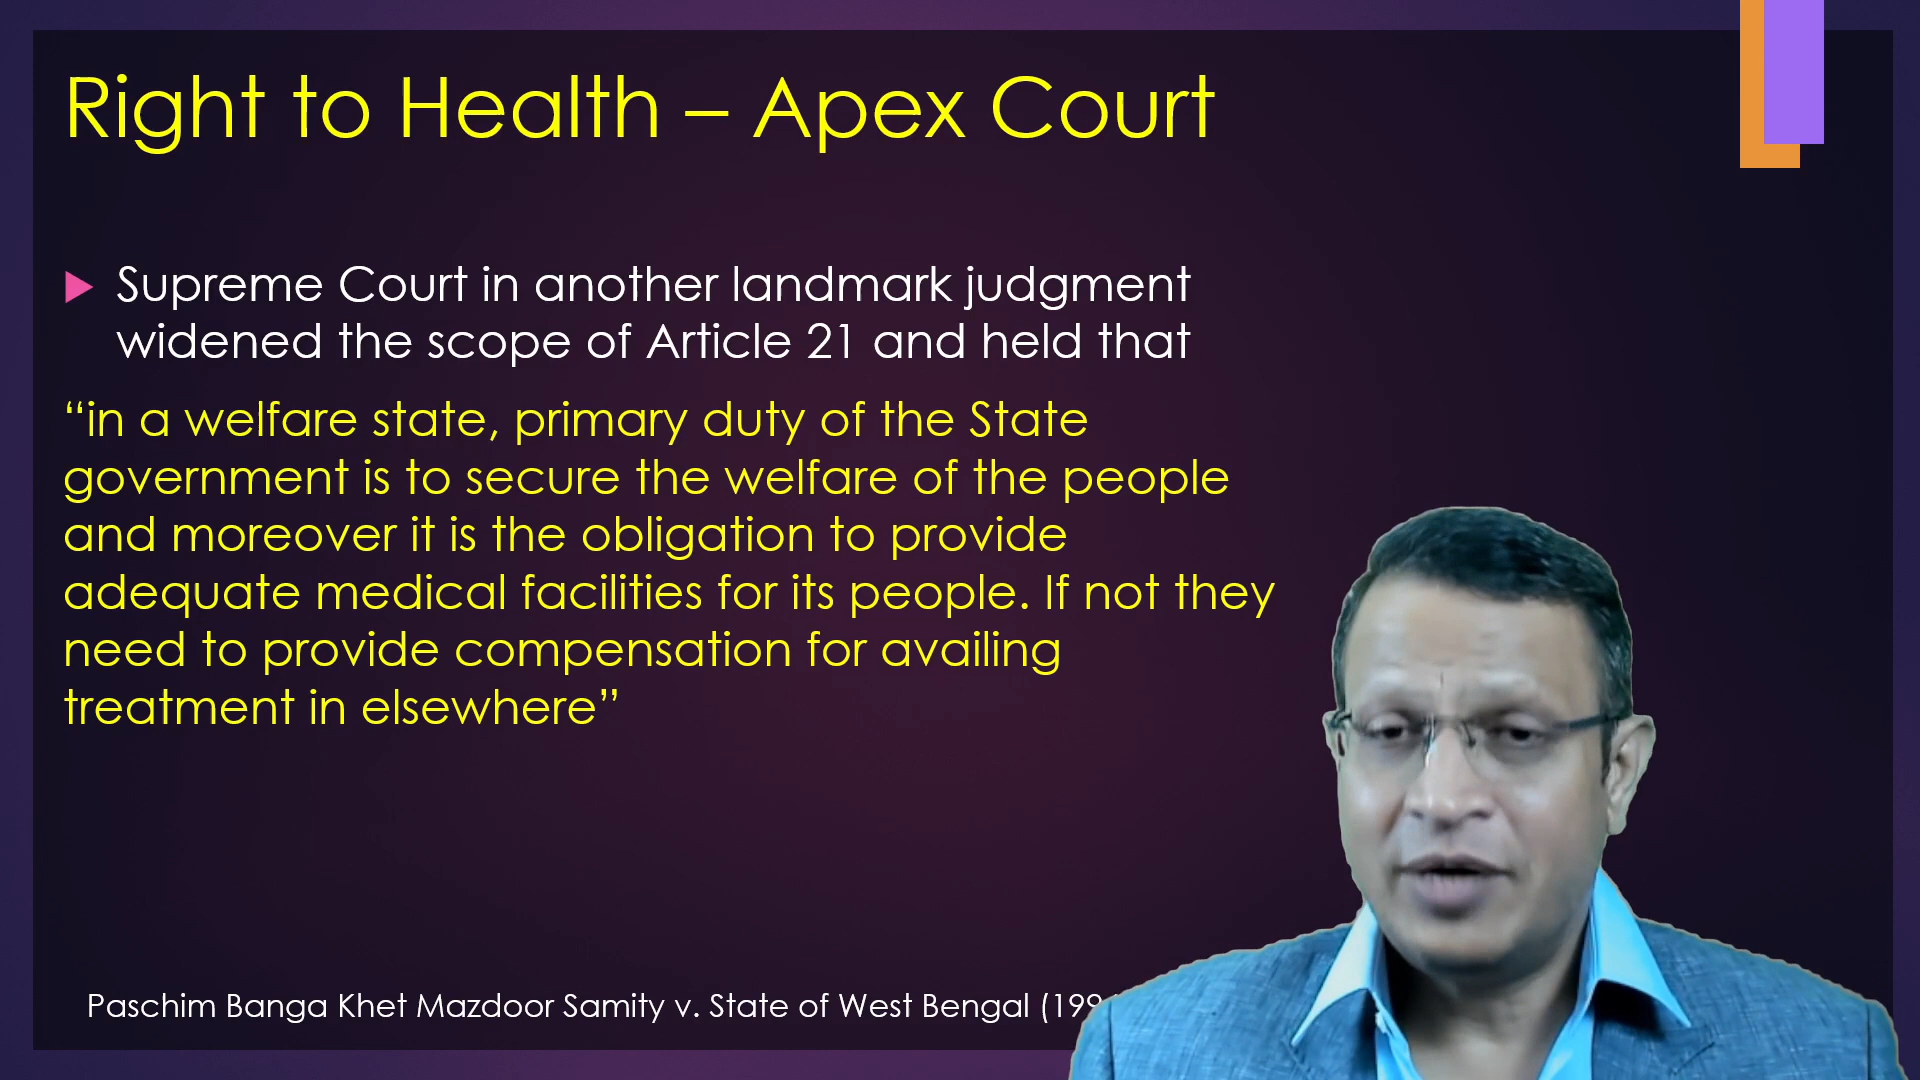 Right to Health – Apex Court
Supreme Court in another landmark judgment
widened the scope of Article 21 and held that
“in a welfare state, primary duty of the State
government is to secure the welfare of the people
and moreover it is the obligation to provide
adequate medical facilities for its people. If not they
need to provide compensation for availing
treatment in elsewhere”
Paschim Banga Khet Mazdoor Samity v. State of West Bengal